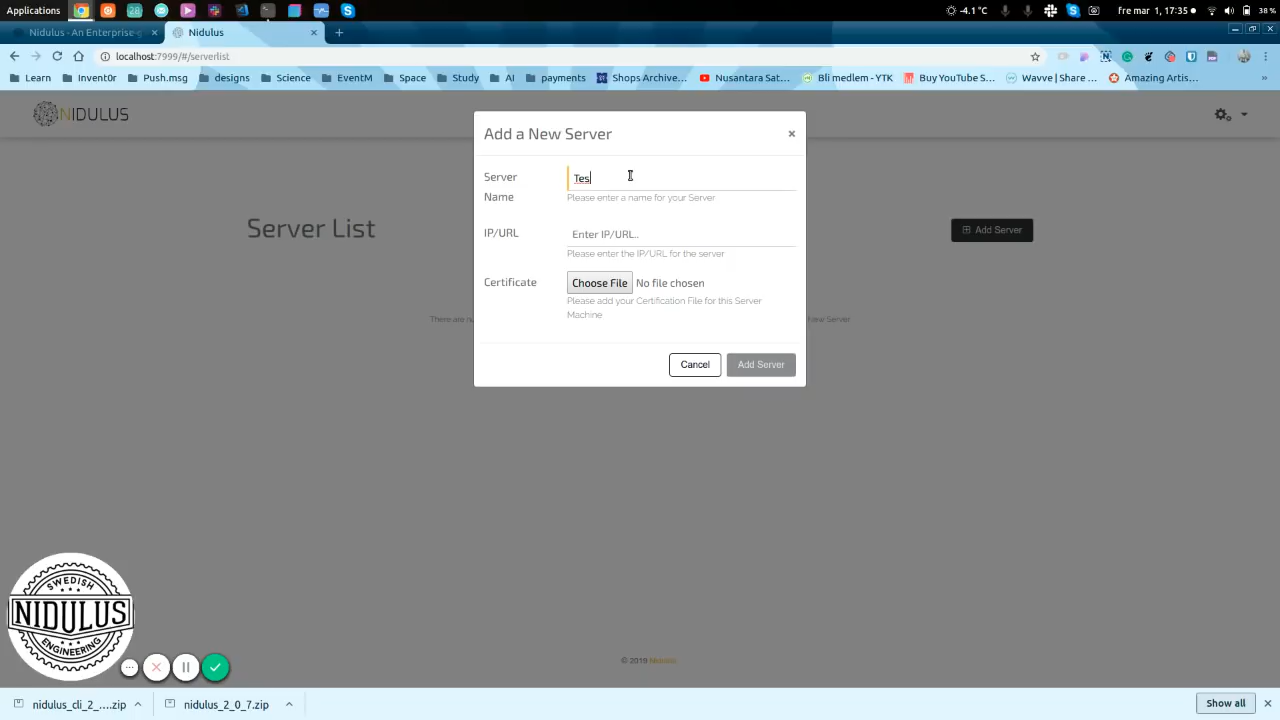 Applications
-4.1 °C
fre mar 1, 17:35
38 %
Nidulus - An Enterprise-g
Nidulus
localhost:7999/#/serverlist
Learn
Invent0r
Push.msg
designs
Science
EventM
Space
Study
AI
payments
Shops Archive...
Nusantara Sat...
Bli medlem - YTK
Buy YouTube S...
Wavve | Share ...
Amazing Artis...
NIDULUS
Add a New Server
Server
Name
Tes
Please enter a name for your Server
Server List
IP/URL
Enter IP/URL..
Please enter the IP/URL for the server
Add Server
Certificate
Choose File
No file chosen
Please add your Certification File for this Server
Machine
There are no
New Server
Cancel
Add Server
SWEDISH
NIDULUS
ENGINEERING
© 2019 Nidulus
nidulus_cli_2_....zip
nidulus_2_0_7.zip
Show all